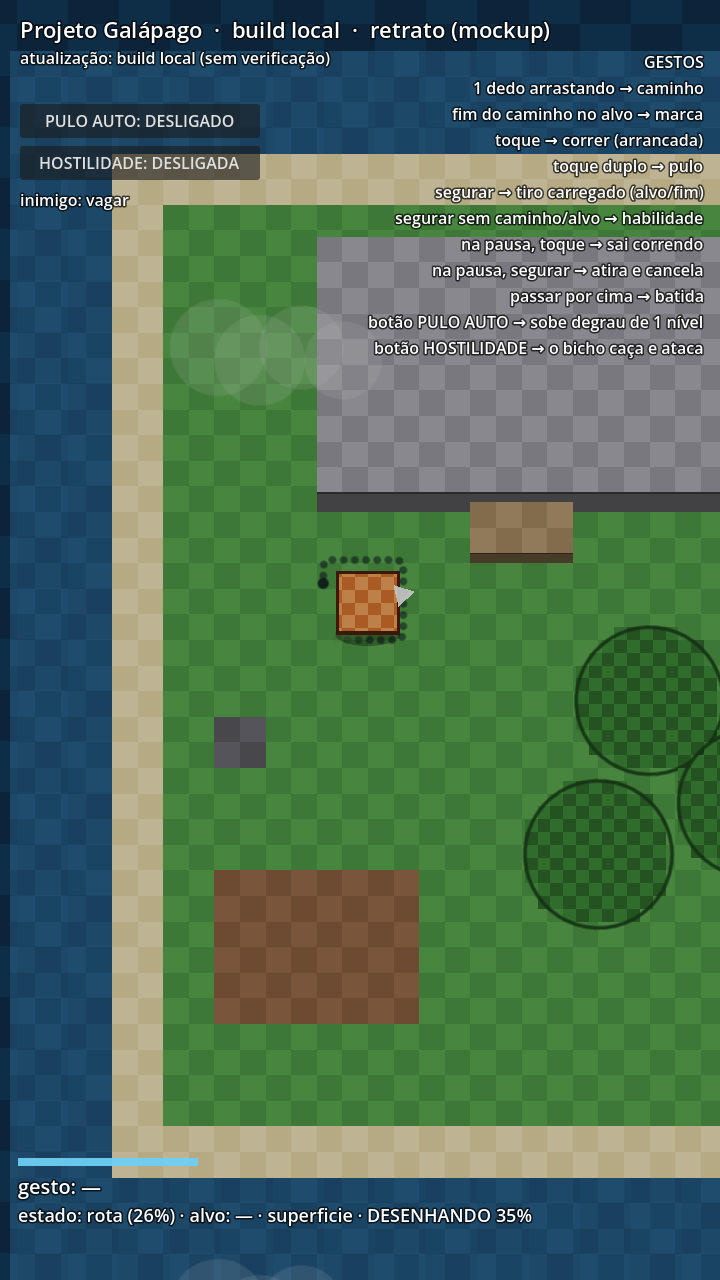 Projeto Galápago · build local · retrato (mockup)
atualização: build local (sem verificação)
PULO AUTO: DESLIGADO
HOSTILIDADE: DESLIGADA
inimigo: vagar
GESTOS
1 dedo arrastando → caminho
fim do caminho no alvo → marca
toque → correr (arrancada)
toque duplo → pulo
segurar → tiro carregado (alvo/fim)
segurar sem caminho/alvo → habilidade
na pausa, toque → sai correndo
na pausa, segurar → atira e cancela
passar por cima → batida
botão PULO AUTO → sobe degrau de 1 nível
botão HOSTILIDADE → o bicho caça e ataca
gesto: —
estado: rota (26%) · alvo: — · superfície · DESENHANDO 35%